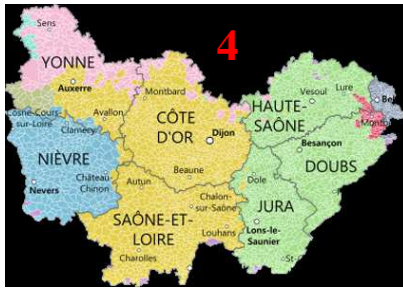 4
Sens
YONNE
Auxerre
Montbard
Vesoul
Lure
Bel
HAUTE-
SAÔNE
Avallon
CÔTE
D'OR
Cosne-Cours-
sur-Loire
Clamecy
Dijon
Besançon
NIÈVRE
DOUBS
Château
Chinon
Beaune
Nevers
Autun
Dole
Chalon-
sur-Saône
JURA
SAÔNE-ET-
LOIRE
Louhans
Lons-le-
Saunier
Charolles